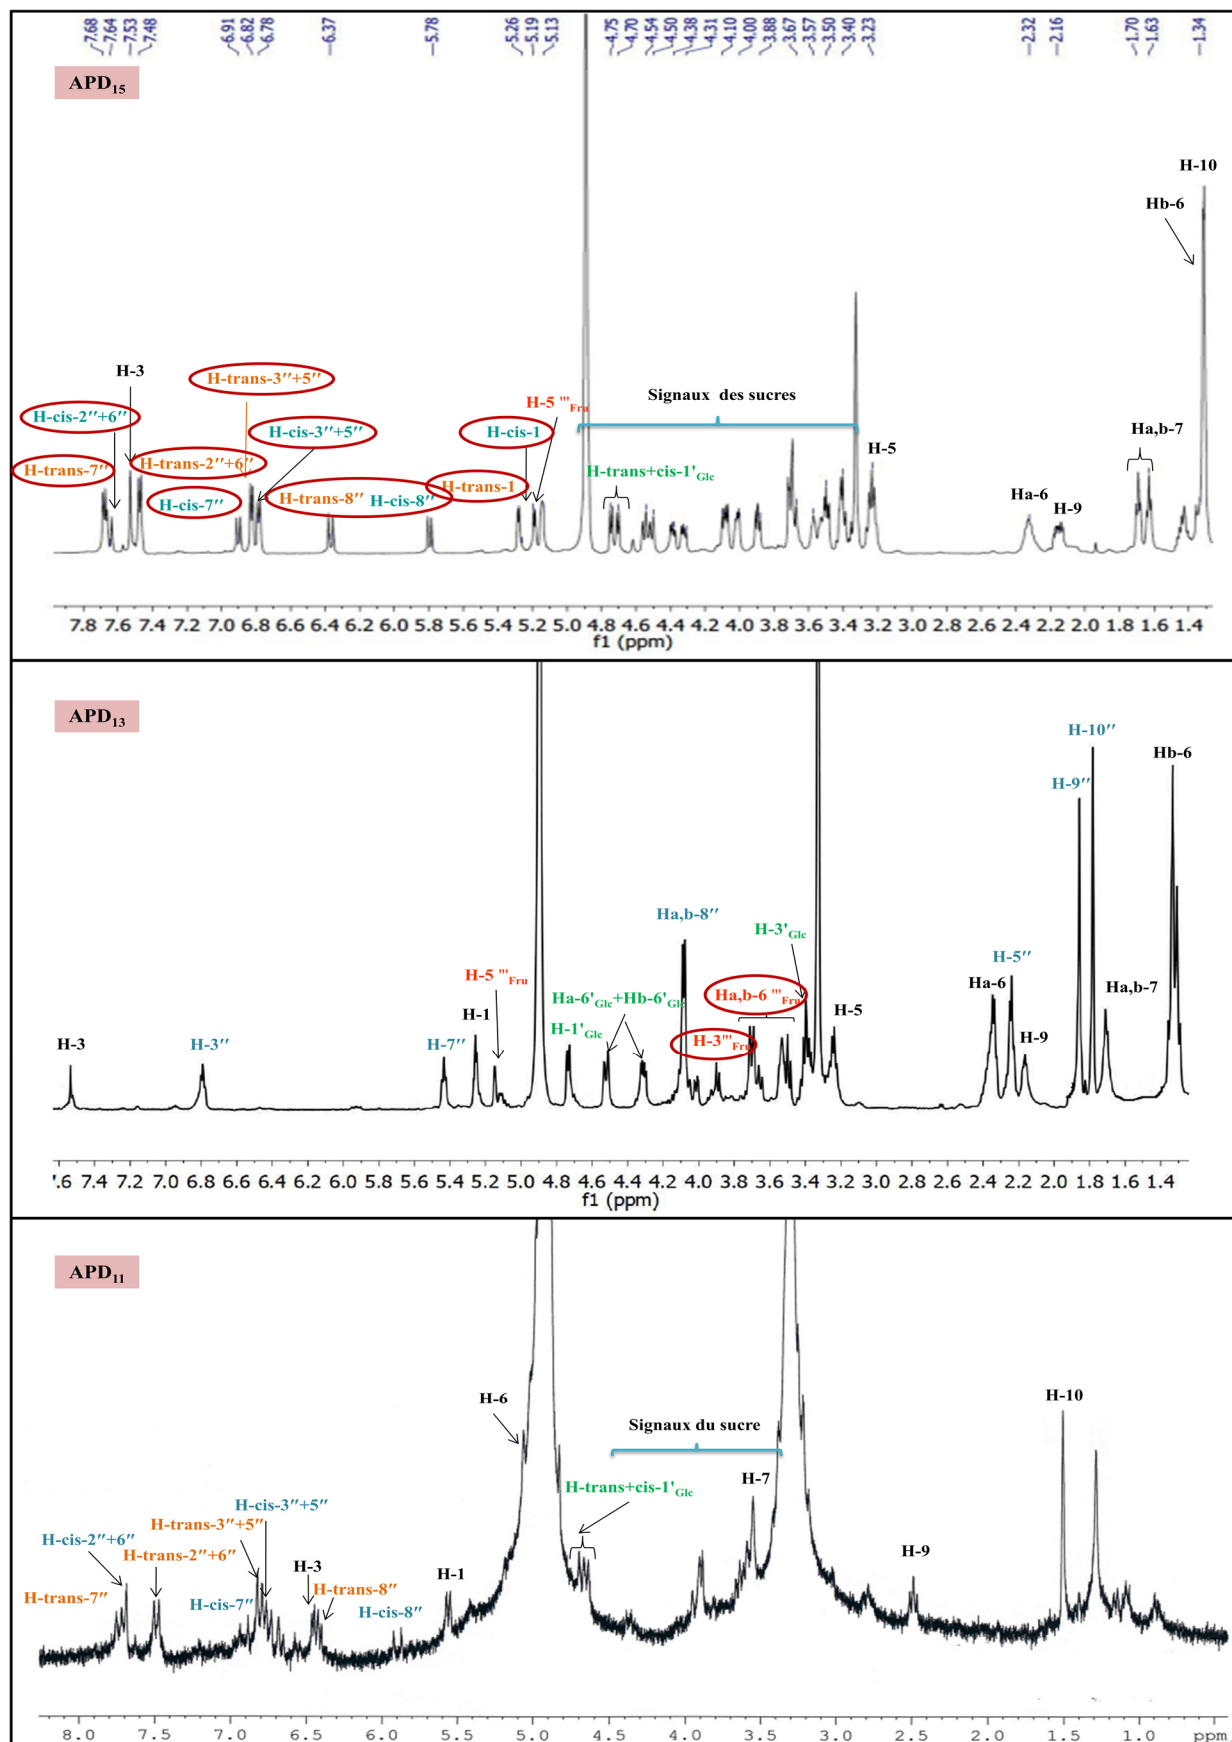 7.68 7.64 7.53 7.48 6.91 6.82 6.78 6.37 5.78 5.26 5.19 5.13 4.75 4.70 4.54 4.50 4.38 4.31 4.10 4.00 3.88 3.67 3.57 3.50 3.40 3.23 2.32 2.16 1.70 1.63 1.34
APD15
H-10
Hb-6
H-3
H-trans-3′′+5′′
H-5 ′′′Fru
Signaux des sucres
H-cis-2′′+6′′
H-cis-3′′+5′′
H-cis-1
Ha,b-7
H-5
H-trans-7′′
H-trans-2′′+6′′
H-trans+cis-1'Glc
H-trans-1
Ha-6
H-cis-7′′
H-trans-8′′ H-cis-8′′
H-9
7.8 7.6 7.4 7.2 7.0 6.8 6.6 6.4 6.2 6.0 5.8 5.6 5.4 5.2 5.0 4.8 4.6 4.4 4.2 4.0 3.8 3.6 3.4 3.2 3.0 2.8 2.6 2.4 2.2 2.0 1.8 1.6 1.4
f1 (ppm)
APD13
H-10′′
Hb-6
H-9′′
Ha,b-8′′
H-3'Glc
H-5′′
H-5 ′′′Fru
Ha-6'Glc+Hb-6'Glc
Ha,b-6 ′′′Fru
Ha-6
Ha,b-7
H-1
H-1'Glc
H-5
H-3
H-3′′
H-7′′
H-3′′′Fru
H-9
7.4 7.2 7.0 6.8 6.6 6.4 6.2 6.0 5.8 5.6 5.4 5.2 5.0 4.8 4.6 4.4 4.2 4.0 3.8 3.6 3.4 3.2 3.0 2.8 2.6 2.4 2.2 2.0 1.8 1.6 1.4
f1 (ppm)
APD11
H-6
H-10
Signaux du sucre
H-7
H-trans+cis-1'Glc
H-cis-3′′+5′′
H-trans-3′′+5′′
H-cis-2′′+6′′
H-trans-2′′+6′′
H-3
H-9
H-trans-7′′
H-1
H-trans-8′′
H-cis-7′′
H-cis-8′′
8.0 7.5 7.0 6.5 6.0 5.5 5.0 4.5 4.0 3.5 3.0 2.5 2.0 1.5 1.0 ppm